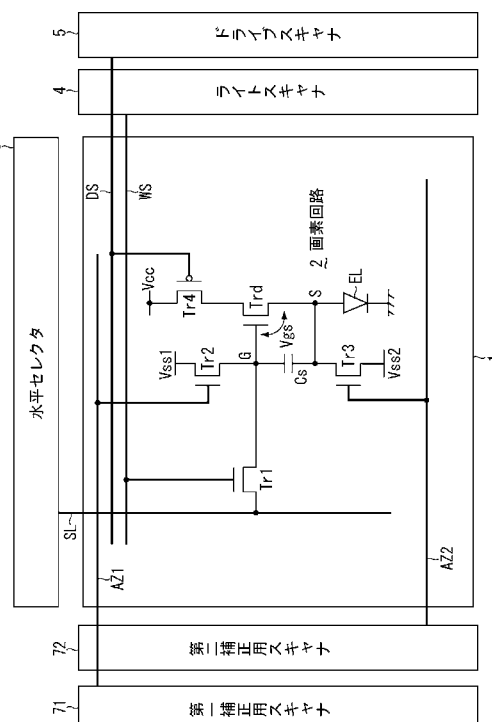 5
ドライブスキャナ
4
ライトスキャナ
水平セレクタ
DS
WS
Vcc
Tr4
Trd
2 画素回路
S
EL
Vss1
Tr2
G
Vgs
Cs
Tr3
Vss2
Tr1
SL
AZ1
AZ2
72
第二補正用スキャナ
71
第一補正用スキャナ